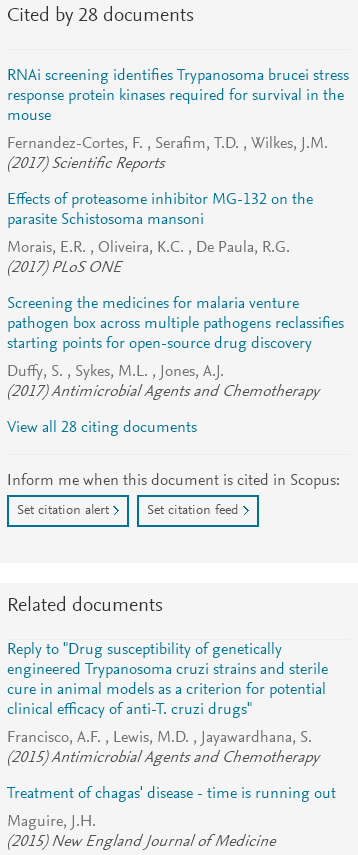 Cited by 28 documents
RNAi screening identifies Trypanosoma brucei stress
response protein kinases required for survival in the
mouse
Fernandez-Cortes, F. , Serafim, T.D. , Wilkes, J.M.
(2017) Scientific Reports
Effects of proteasome inhibitor MG-132 on the
parasite Schistosoma mansoni
Morais, E.R. , Oliveira, K.C. , De Paula, R.G.
(2017) PLoS ONE
Screening the medicines for malaria venture
pathogen box across multiple pathogens reclassifies
starting points for open-source drug discovery
Duffy, S. , Sykes, M.L. , Jones, A.J.
(2017) Antimicrobial Agents and Chemotherapy
View all 28 citing documents
Inform me when this document is cited in Scopus:
Set citation alert > Set citation feed >
Related documents
Reply to "Drug susceptibility of genetically
engineered Trypanosoma cruzi strains and sterile
cure in animal models as a criterion for potential
clinical efficacy of anti-T. cruzi drugs"
Francisco, A.F. , Lewis, M.D. , Jayawardhana, S.
(2015) Antimicrobial Agents and Chemotherapy
Treatment of chagas' disease - time is running out
Maguire, J.H.
(2015) New England Journal of Medicine